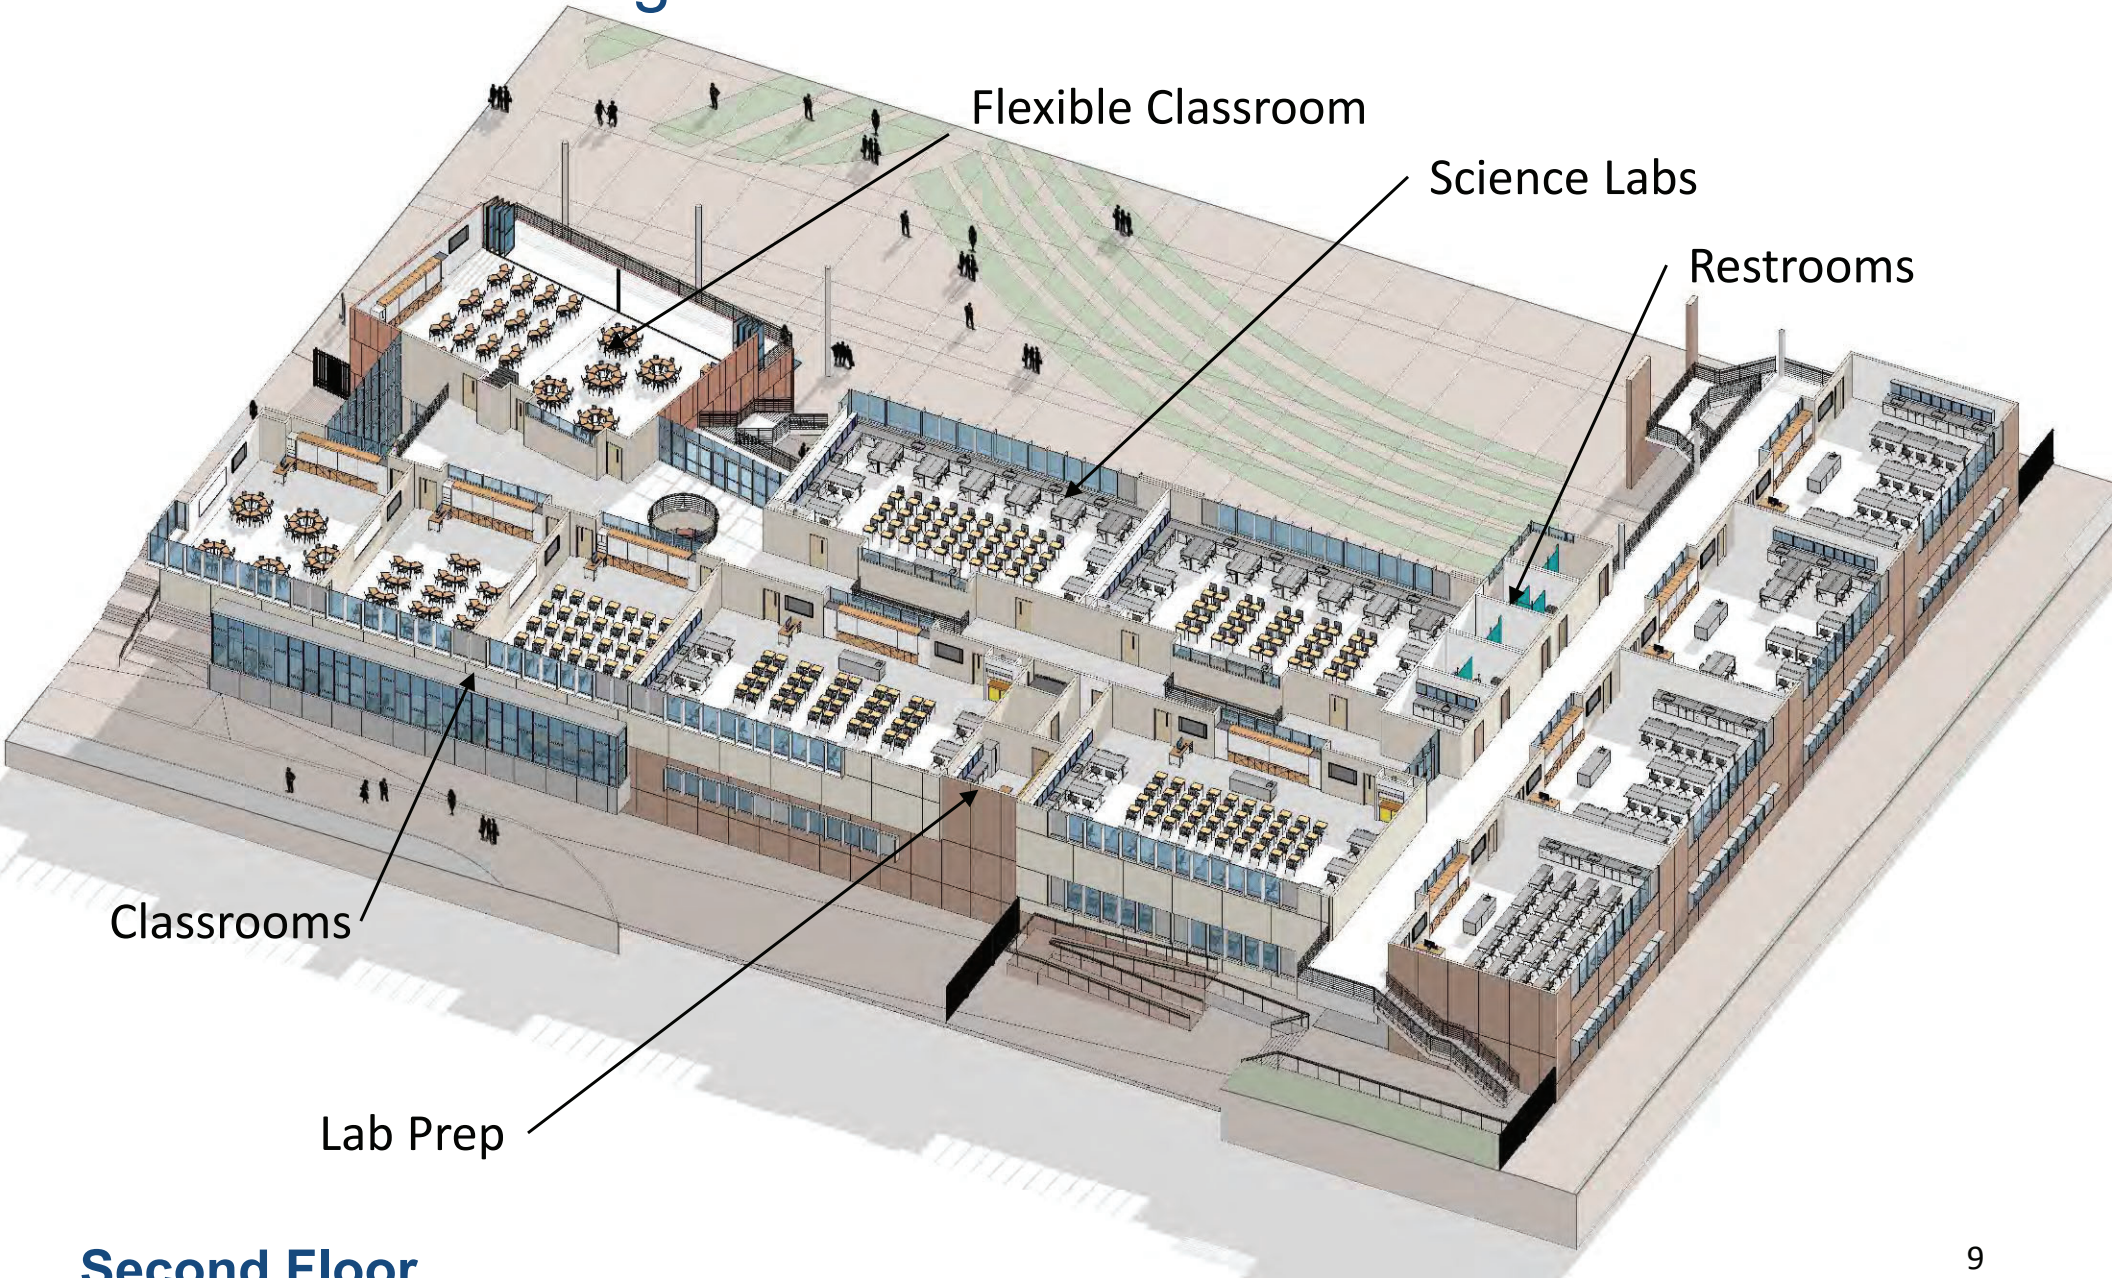 Flexible Classroom
Science Labs
Restrooms
Classrooms
Lab Prep
Second Floor
9